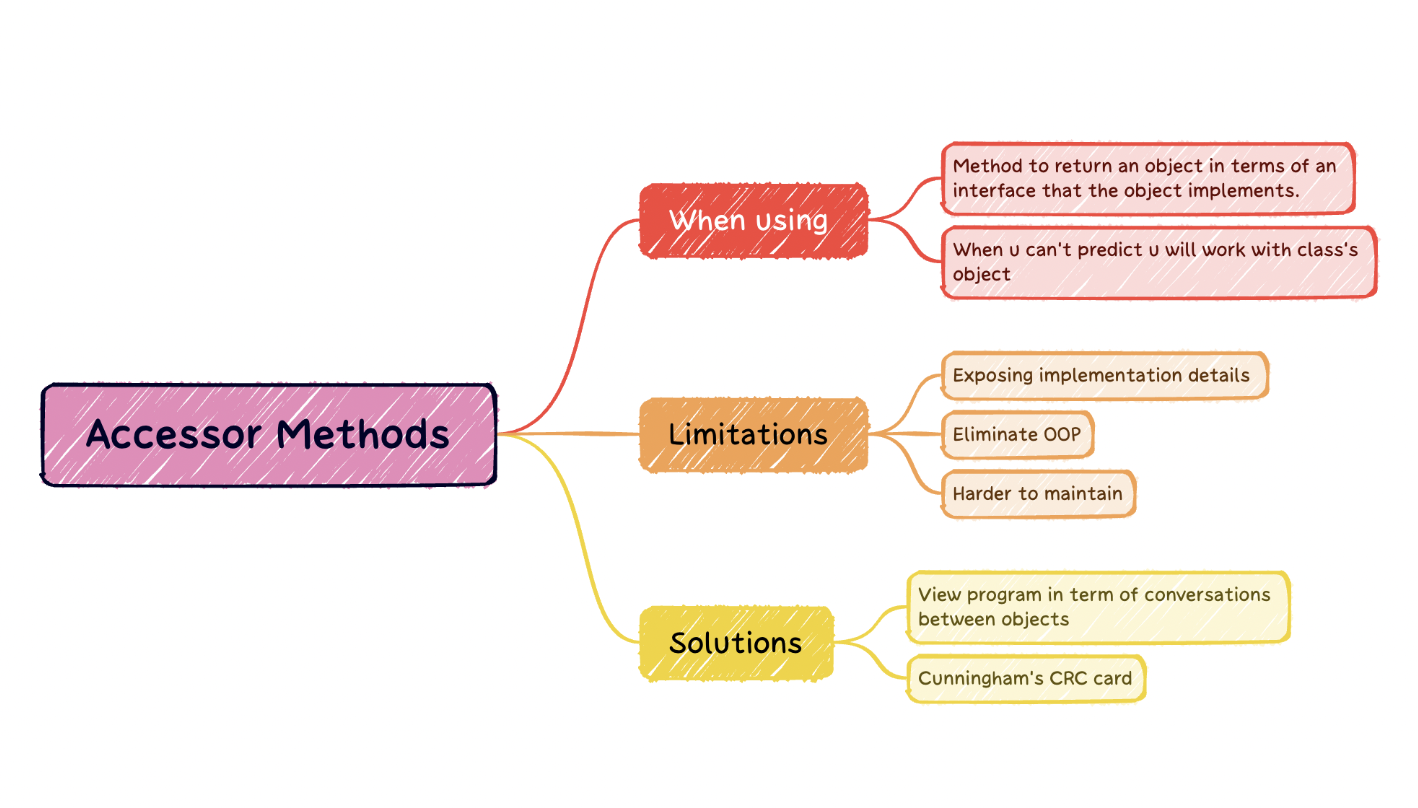 Accessor Methods
When using
Method to return an object in terms of an
interface that the object implements.
When u can't predict u will work with class's
object
Limitations
Exposing implementation details
Eliminate OOP
Harder to maintain
Solutions
View program in term of conversations
between objects
Cunningham's CRC card